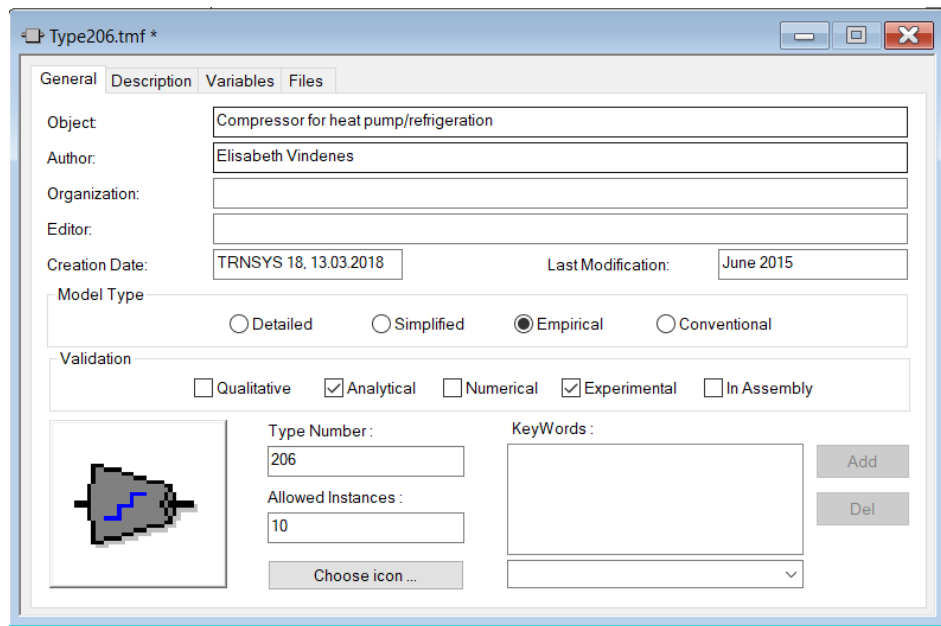 Type206.tmf *
General Description Variables Files
Object: Compressor for heat pump/refrigeration
Author: Elisabeth Vindenes
Organization:
Editor:
Creation Date: TRNSYS 18, 13.03.2018 Last Modification: June 2015
Model Type
Detailed Simplified Empirical Conventional
Validation
Qualitative Analytical Numerical Experimental In Assembly
Type Number : KeyWords :
206
Add
Allowed Instances :
Del
10
Choose icon ...